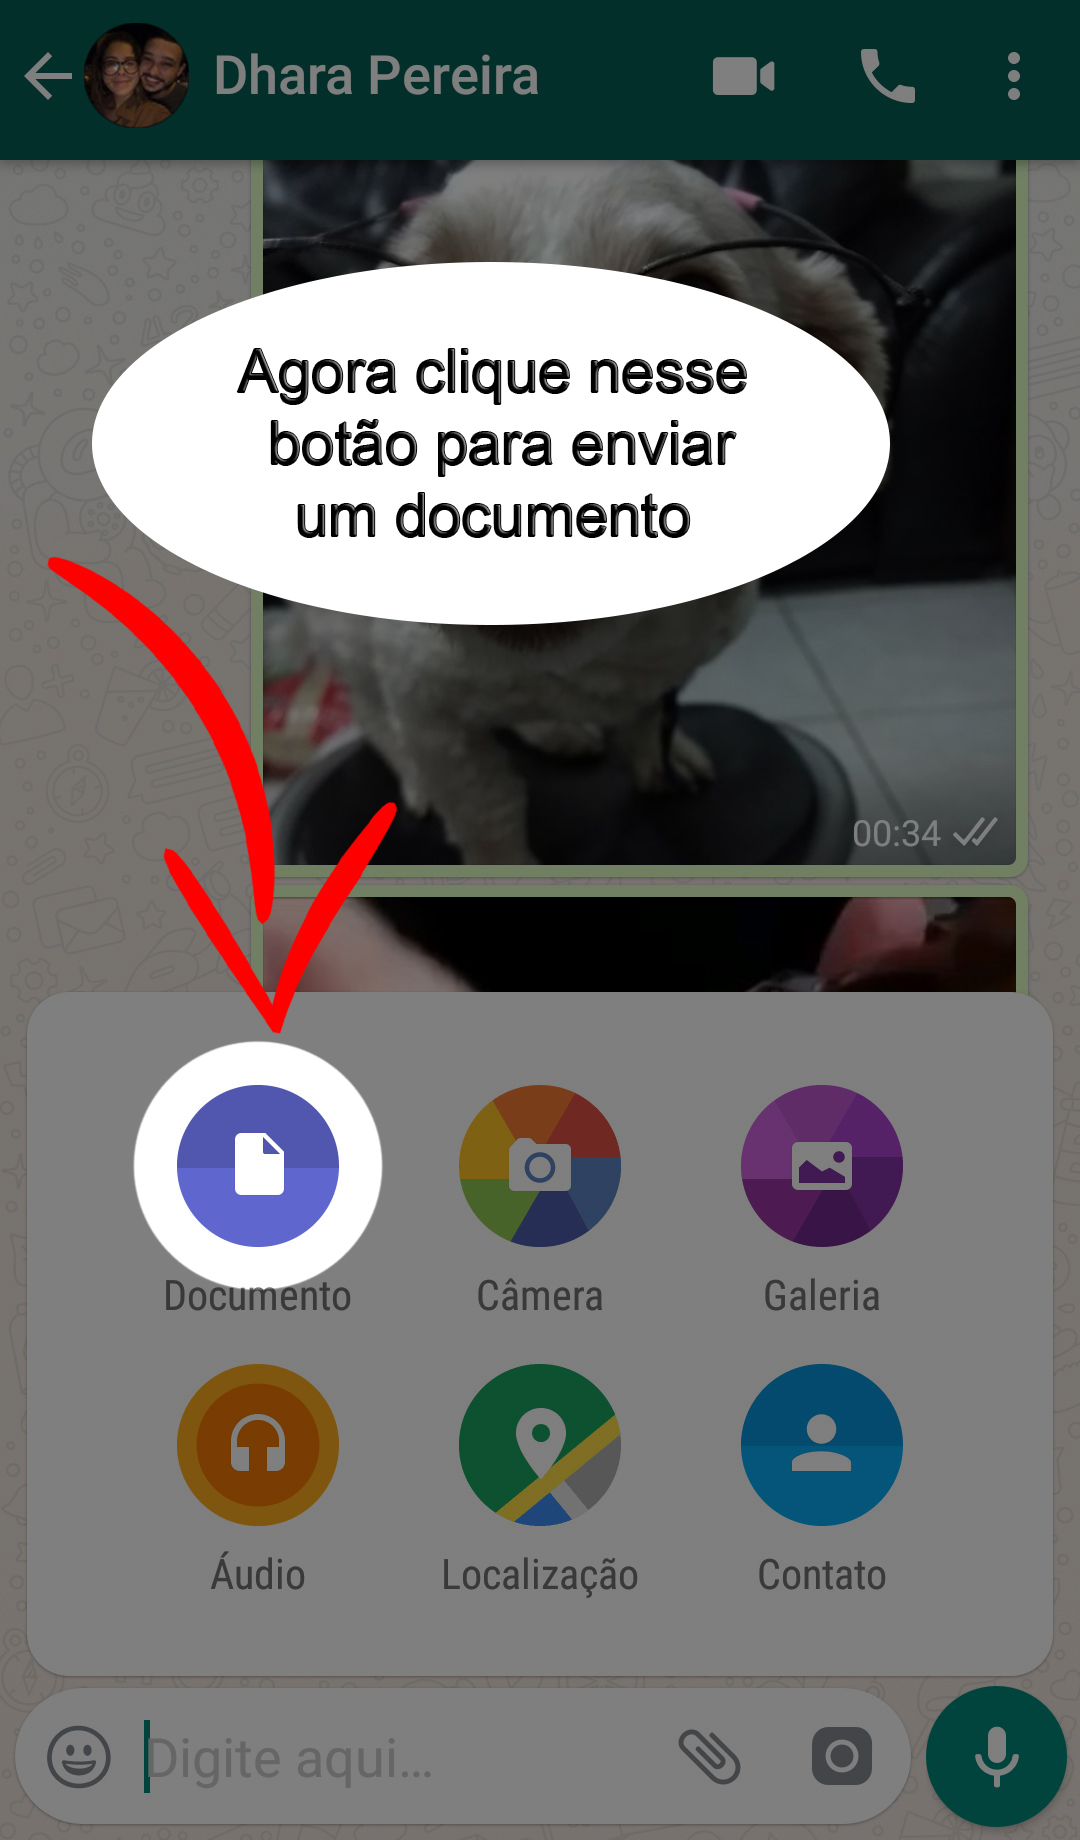 Dhara Pereira
Agora clique nesse
botão para enviar
um documento
00:34
Documento
Câmera
Galeria
Áudio
Localização
Contato
Digite aqui...